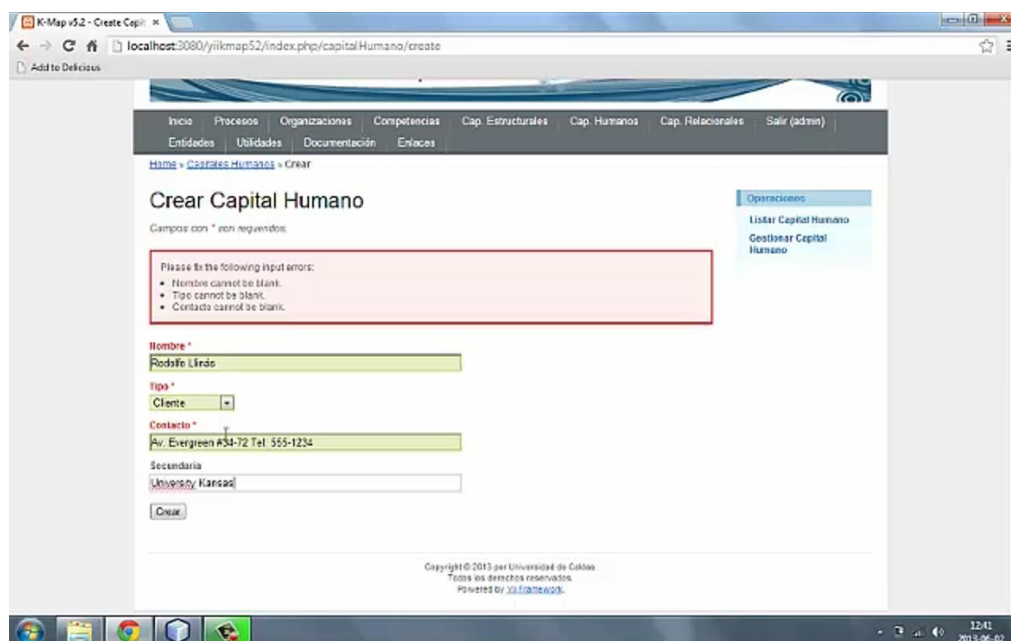 K-Map v5.2 - Create Capit
localhost:3080/yiikmap52/index.php/capitalHumano/create
Add to Delicious
Inicio Procesos Organizaciones Competencias Cap. Estructurales Cap. Humanos Cap. Relacionales Salir (admin)
Entidades Utilidades Documentación Enlaces
Home » Capitales Humanos » Crear
Crear Capital Humano
Campos con * son requeridos.
Operaciones
Listar Capital Humano
Gestionar Capital
Humano
Please fix the following input errors:
• Nombre cannot be blank.
• Tipo cannot be blank.
• Contacto cannot be blank.
Nombre *
Rodolfo Llinás
Tipo *
Cliente
Contacto *
Av. Evergreen #34-72 Tel: 555-1234
Secundaria
University Kansas
Crear
Copyright © 2013 por Universidad de Caldas.
Todos los derechos reservados.
Powered by Yii Framework.
12:41
2013-06-02